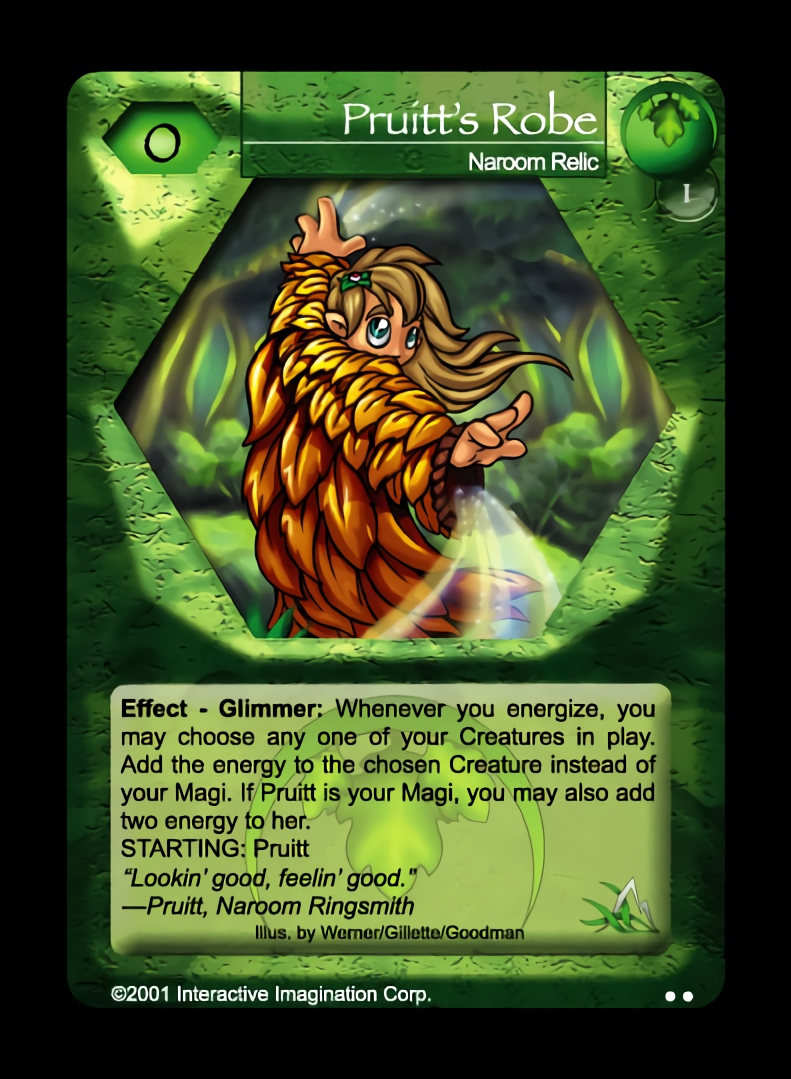 Pruitt's Robe
0
Naroom Relic
I
Effect - Glimmer: Whenever you energize, you
may choose any one of your Creatures in play.
Add the energy to the chosen Creature instead of
your Magi. If Pruitt is your Magi, you may also add
two energy to her.
STARTING: Pruitt
"Lookin' good, feelin' good."
—Pruitt, Naroom Ringsmith
Illus. by Werner/Gillette/Goodman
©2001 Interactive Imagination Corp.